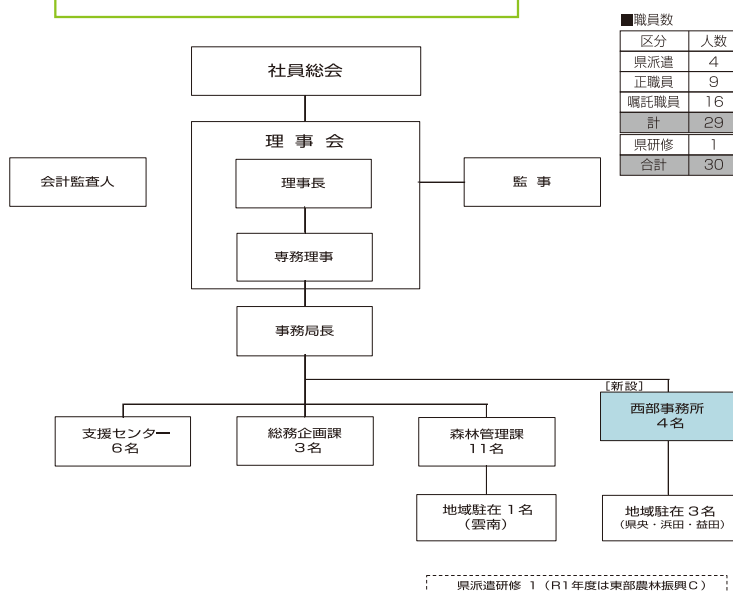 ■職員数
区分 人数
県派遣 4
正職員 9
嘱託職員 16
計 29
県研修 1
合計 30
社員総会
理事会
会計監査人
理事長
監事
専務理事
事務局長
[新設]
支援センター
6名
総務企画課
3名
森林管理課
11名
西部事務所
4名
地域駐在 1名
(雲南)
地域駐在 3名
(県央・浜田・益田)
県派遣研修 1 (R1年度は東部農林振興C)